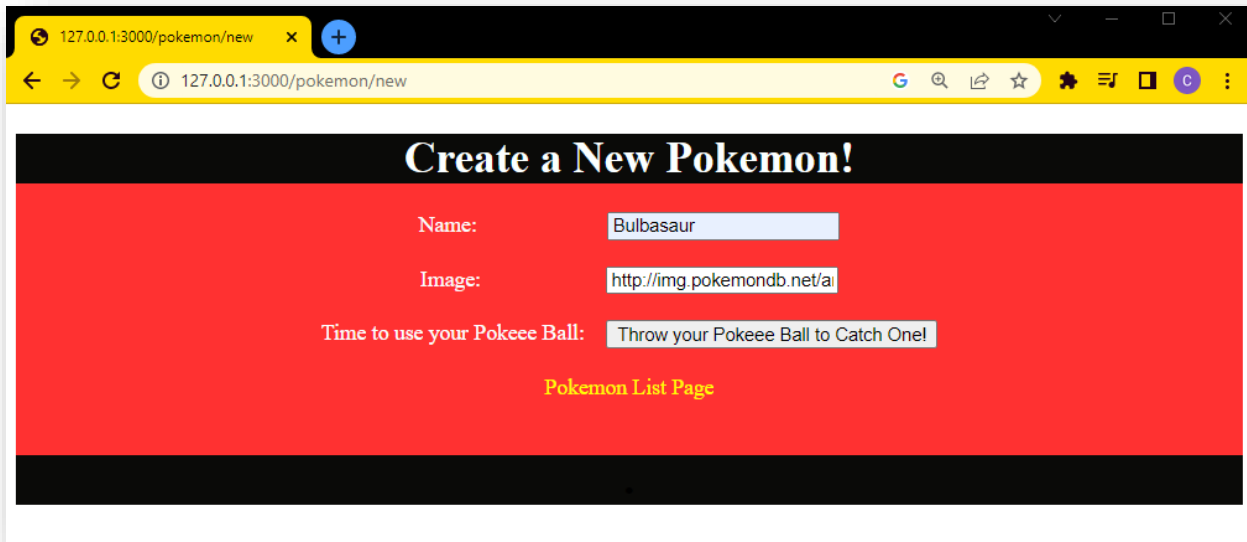 127.0.0.1:3000/pokemon/new
127.0.0.1:3000/pokemon/new
C
Create a New Pokemon!
Name: Bulbasaur
Image: http://img.pokemondb.net/a
Time to use your Pokeee Ball: Throw your Pokeee Ball to Catch One!
Pokemon List Page